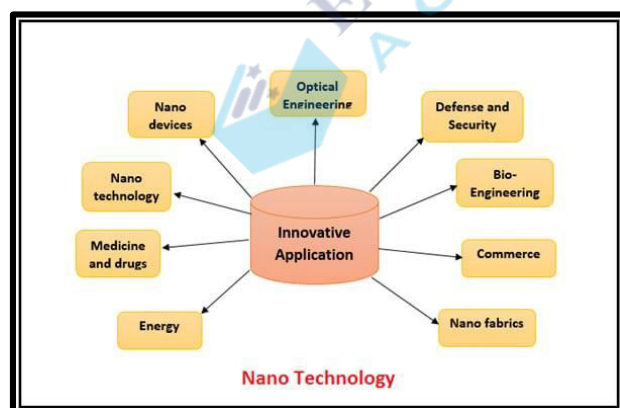 Optical
Engineering
Nano
devices
Defense and
Security
Nano
technology
Bio-
Engineering
Innovative
Application
Medicine
and drugs
Commerce
Energy
Nano fabrics
Nano Technology